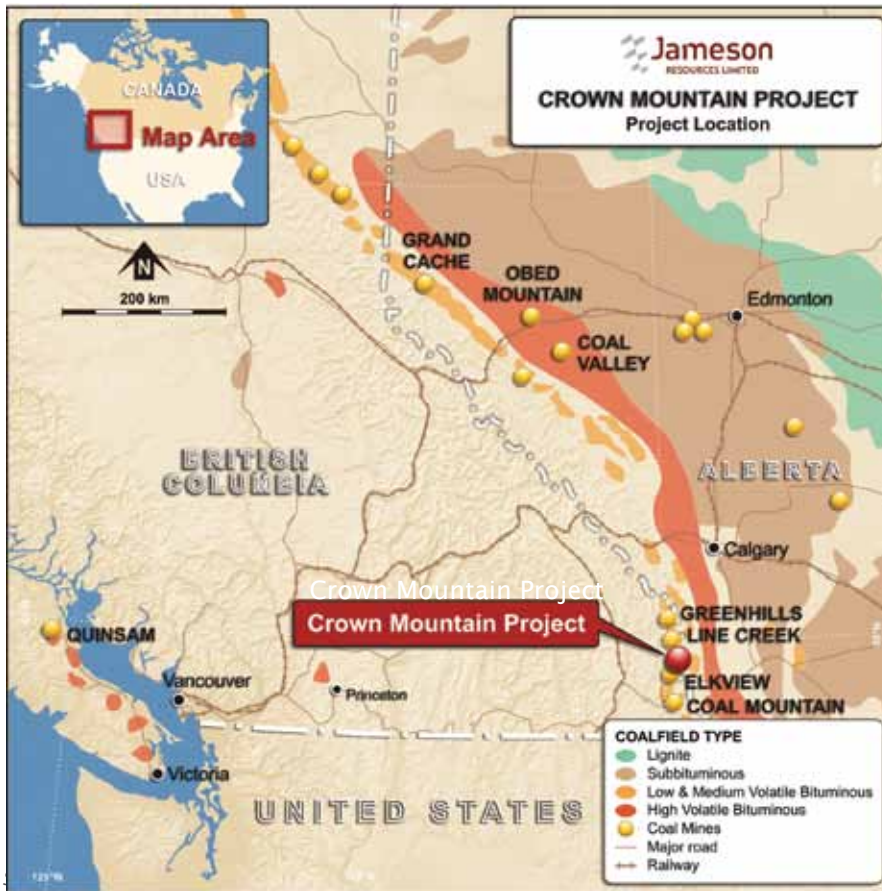 CANADA
Map Area
USA
Jameson
RESOURCES LIMITED
CROWN MOUNTAIN PROJECT
Project Location
N
200 km
GRAND
CACHE
OBED
MOUNTAIN
Edmonton
COAL
VALLEY
BRITISH
COLUMBIA
ALBERTA
Calgary
Crown Mountain Project
Crown Mountain Project
GREENHILLS
LINE CREEK
QUINSAM
ELKVIEW
COAL MOUNTAIN
Vancouver
Princeton
Victoria
UNITED STATES
COALFIELD TYPE
Lignite
Subbituminous
Low & Medium Volatile Bituminous
High Volatile Bituminous
Coal Mines
Major road
Railway